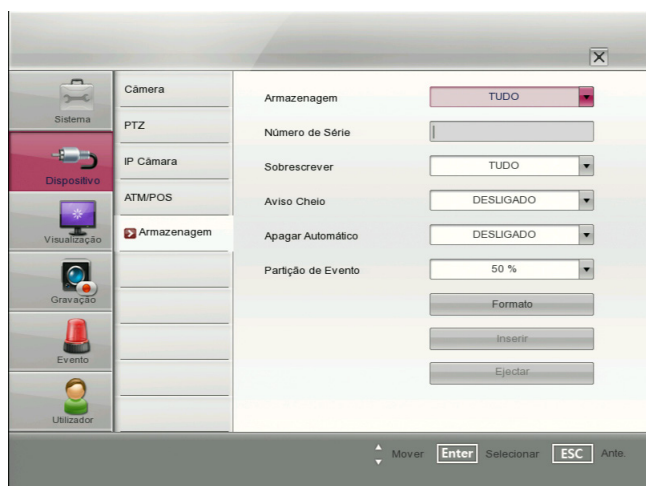 Sistema
Dispositivo
Visualização
Gravação
Evento
Utilizador
Câmera
PTZ
IP Câmara
ATM/POS
Armazenagem
Armazenagem TUDO
Número de Série
Sobrescrever TUDO
Aviso Cheio DESLIGADO
Apagar Automático DESLIGADO
Partição de Evento 50 %
Formato
Inserir
Ejectar
Mover Enter Selecionar ESC Ante.